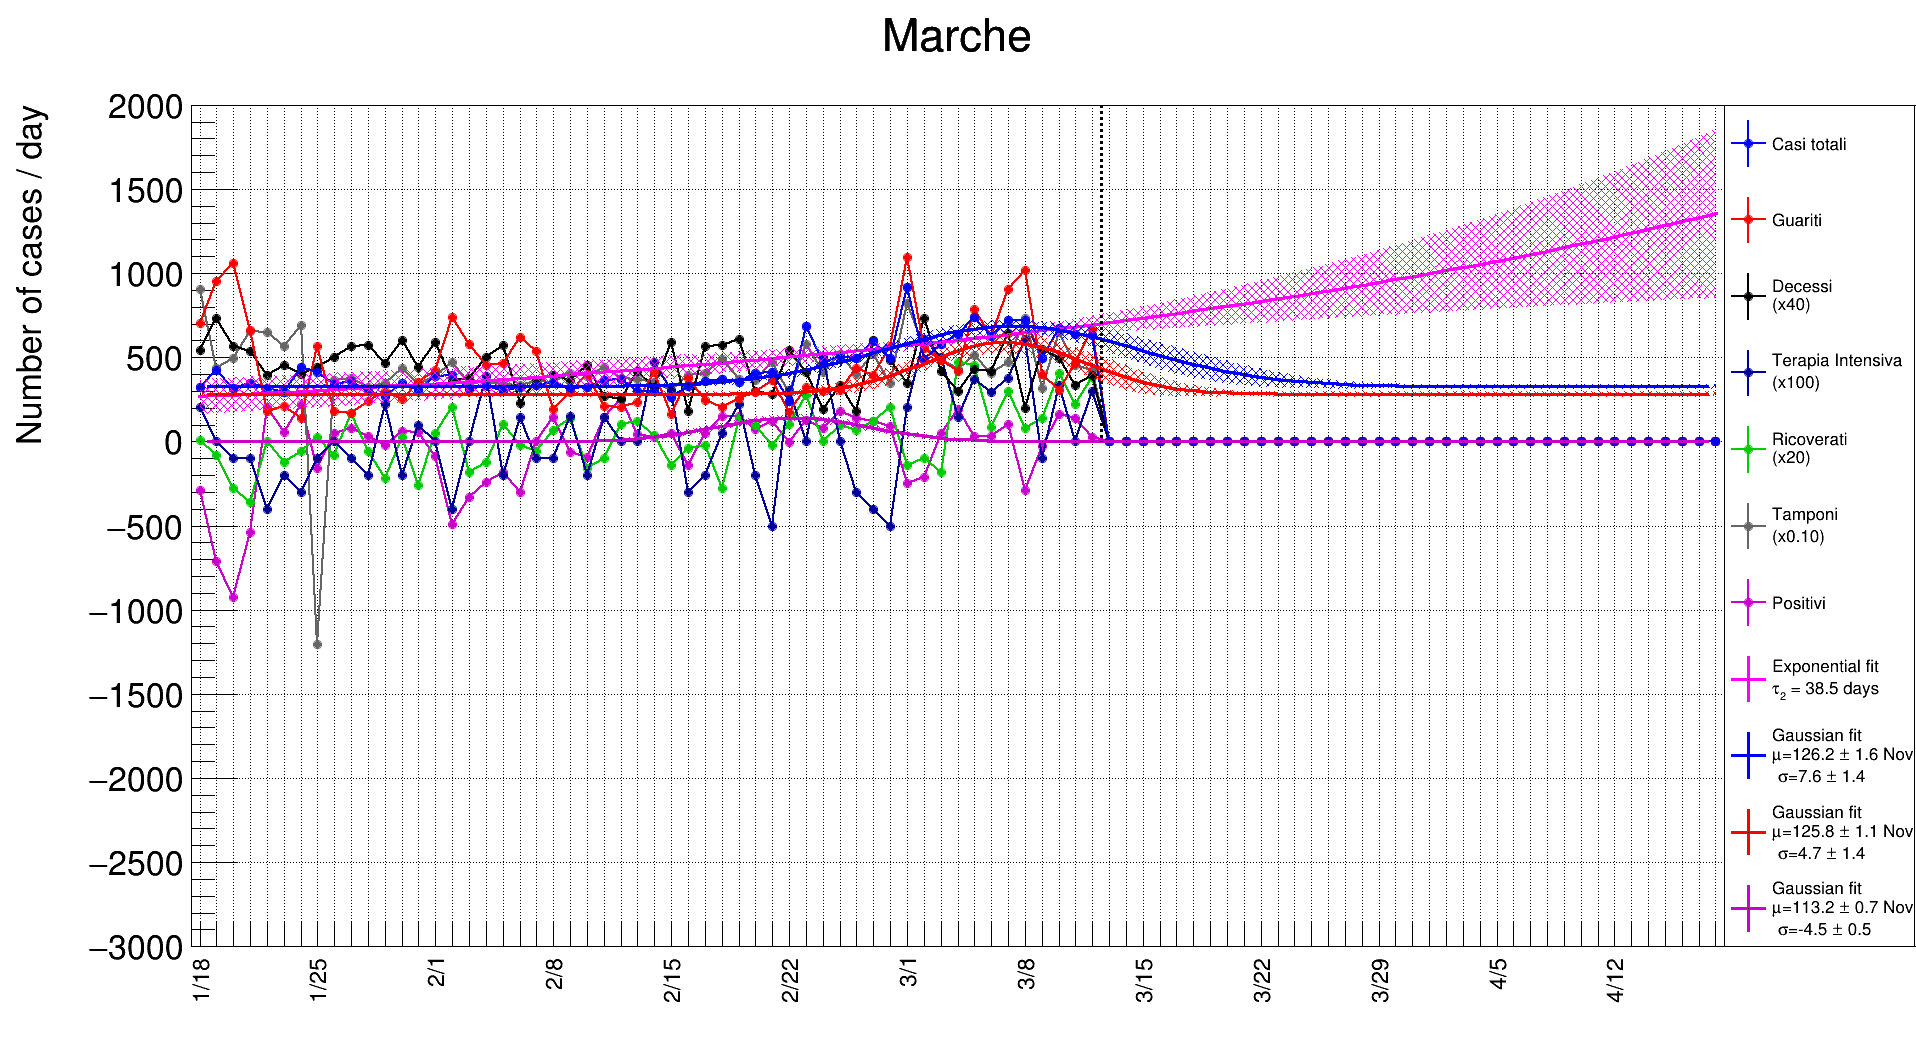 Marche
Number of cases / day
2000
1500
1000
500
0
−500
−1000
−1500
−2000
−2500
−3000
1/18
1/25
2/1
2/8
2/15
2/22
3/1
3/8
3/15
3/22
3/29
4/5
4/12
Casi totali
Guariti
Decessi
(x40)
Terapia Intensiva
(x100)
Ricoverati
(x20)
Tamponi
(x0.10)
Positivi
Exponential fit
τ2 = 38.5 days
Gaussian fit
μ=126.2 ± 1.6 Nov
σ=7.6 ± 1.4
Gaussian fit
μ=125.8 ± 1.1 Nov
σ=4.7 ± 1.4
Gaussian fit
μ=113.2 ± 0.7 Nov
σ=-4.5 ± 0.5